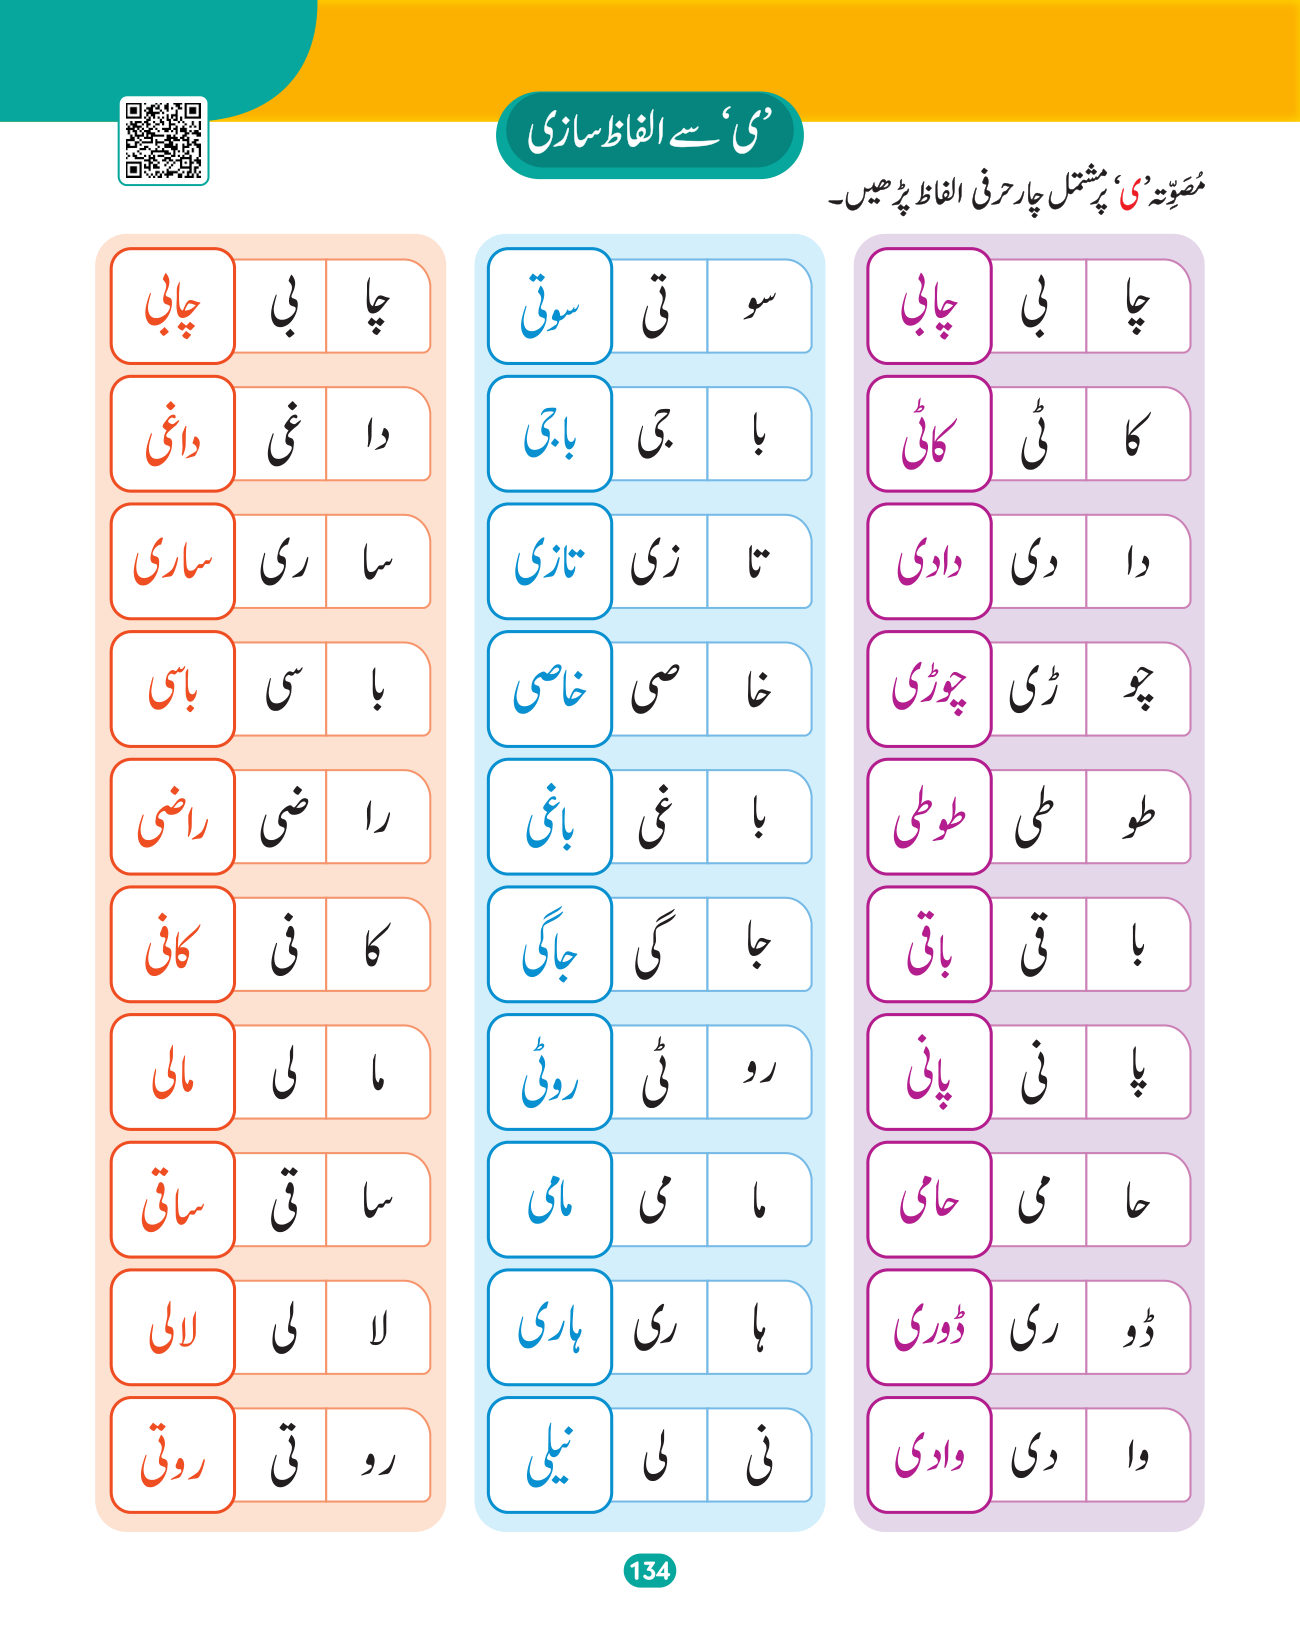 ’ی‘ سے الفاظ سازی
مُصَوِّتہ ’ی‘ پر مشتمل چار حرفی الفاظ پڑھیں۔
چا بی چابی
کا ٹی کاٹی
دا دی دادی
چو ڑی چوڑی
طو طی طوطی
با قی باقی
پا نی پانی
حا می حامی
ڈو ری ڈوری
وا دی وادی
سو تی سوتی
با جی باجی
تا زی تازی
خا صی خاصی
با غی باغی
جا گی جاگی
رو ٹی روٹی
ما می مامی
ہا ری ہاری
نی لی نیلی
چا بی چابی
دا غی داغی
سا ری ساری
با سی باسی
را ضی راضی
کا فی کافی
ما لی مالی
سا قی ساقی
لا لی لالی
رو تی روتی
134